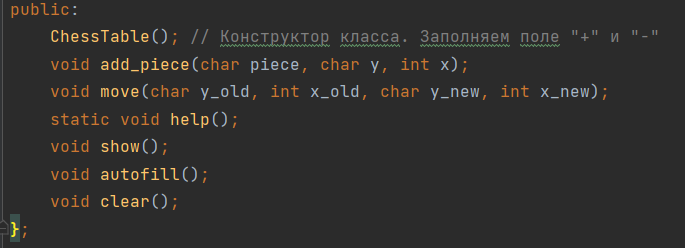 public:
    ChessTable(); // Конструктор класса. Заполняем поле "+" и "-"
    void add_piece(char piece, char y, int x);
    void move(char y_old, int x_old, char y_new, int x_new);
    static void help();
    void show();
    void autofill();
    void clear();
};